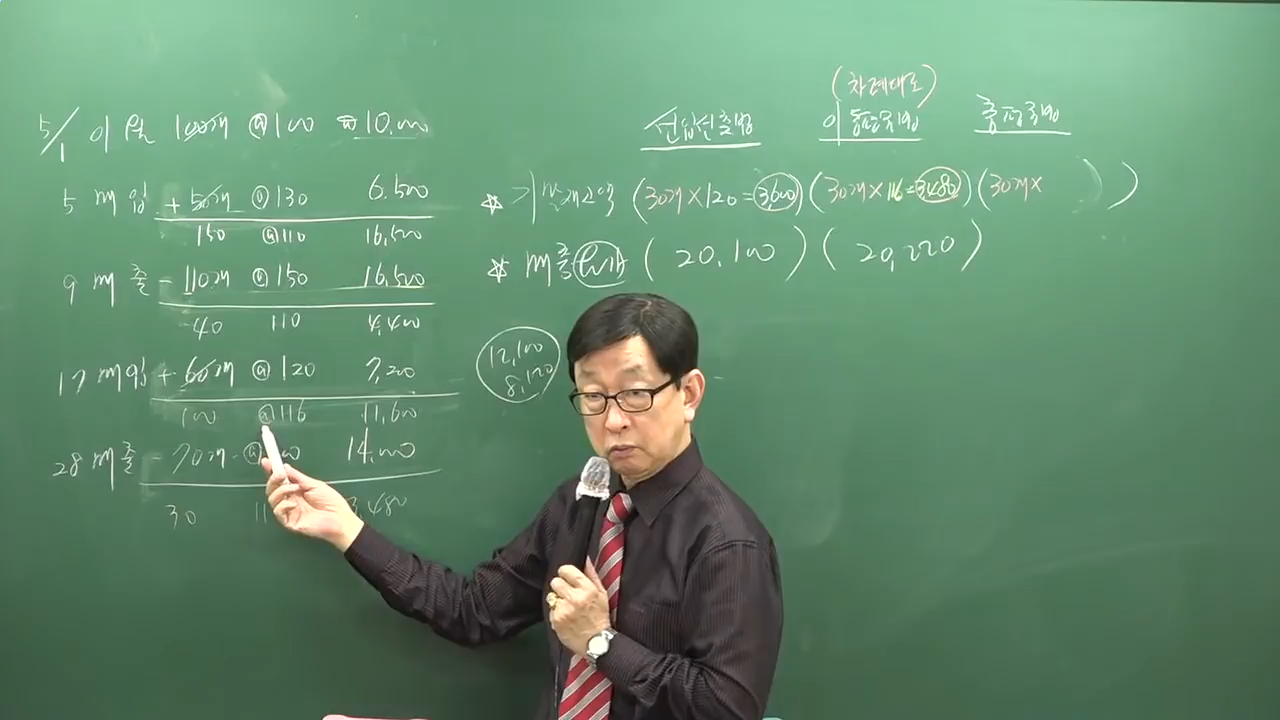 5/1 이월 100개 @100 ₩10,000
5 매입 + 50개 @130 6,500
150 @110 16,500
9 매출 - 110개 @150 16,500
40 110 4,400
17 매입 + 60개 @120 7,200
100 @116 11,600
28 매출 - 70개 - @ 14,000
30 11 3,480
(차례대로)
선입선출법 이동평균법 총평균법
☆ 기말재고액 (30개×120=3600) (30개×116=3480) (30개× )
☆ 매출원가 (20,100) (20,220)
12,100
8,120